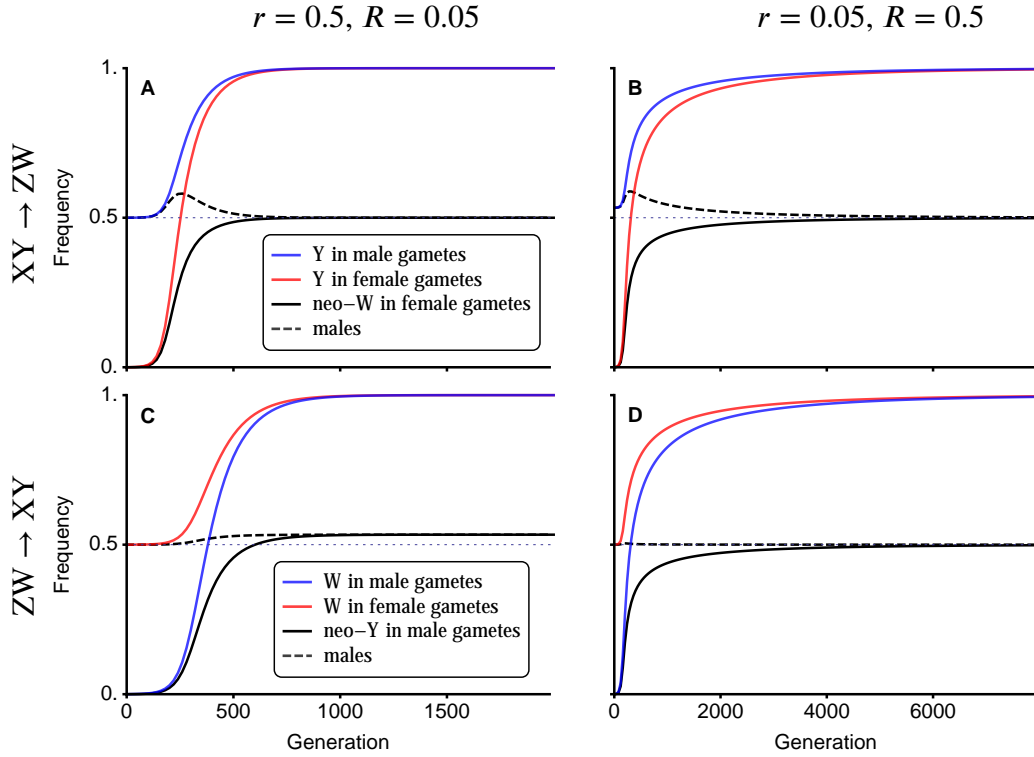 r = 0.5, R = 0.05
r = 0.05, R = 0.5
XY → ZW
Frequency
1.
0.5
0.
A
Y in male gametes
Y in female gametes
neo–W in female gametes
males
B
ZW → XY
Frequency
1.
0.5
0.
C
W in male gametes
W in female gametes
neo–Y in male gametes
males
0
500
1000
1500
Generation
D
0
2000
4000
6000
Generation